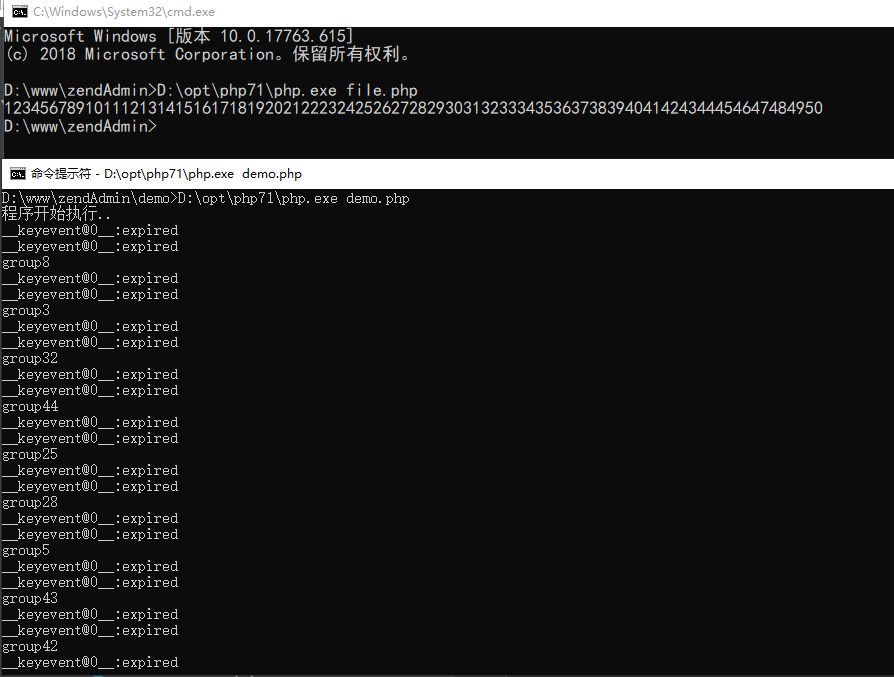 C:\Windows\System32\cmd.exe
Microsoft Windows [版本 10.0.17763.615]
(c) 2018 Microsoft Corporation。保留所有权利。
D:\www\zendAdmin>D:\opt\php71\php.exe file.php
1234567891011121314151617181920212223242526272829303132333435363738394041424344454647484950
D:\www\zendAdmin>
命令提示符 - D:\opt\php71\php.exe demo.php
D:\www\zendAdmin\demo>D:\opt\php71\php.exe demo.php
程序开始执行..
__keyevent@0__:expired
__keyevent@0__:expired
group8
__keyevent@0__:expired
__keyevent@0__:expired
group3
__keyevent@0__:expired
__keyevent@0__:expired
group32
__keyevent@0__:expired
__keyevent@0__:expired
group44
__keyevent@0__:expired
__keyevent@0__:expired
group25
__keyevent@0__:expired
__keyevent@0__:expired
group28
__keyevent@0__:expired
__keyevent@0__:expired
group5
__keyevent@0__:expired
__keyevent@0__:expired
group43
__keyevent@0__:expired
__keyevent@0__:expired
group42
__keyevent@0__:expired